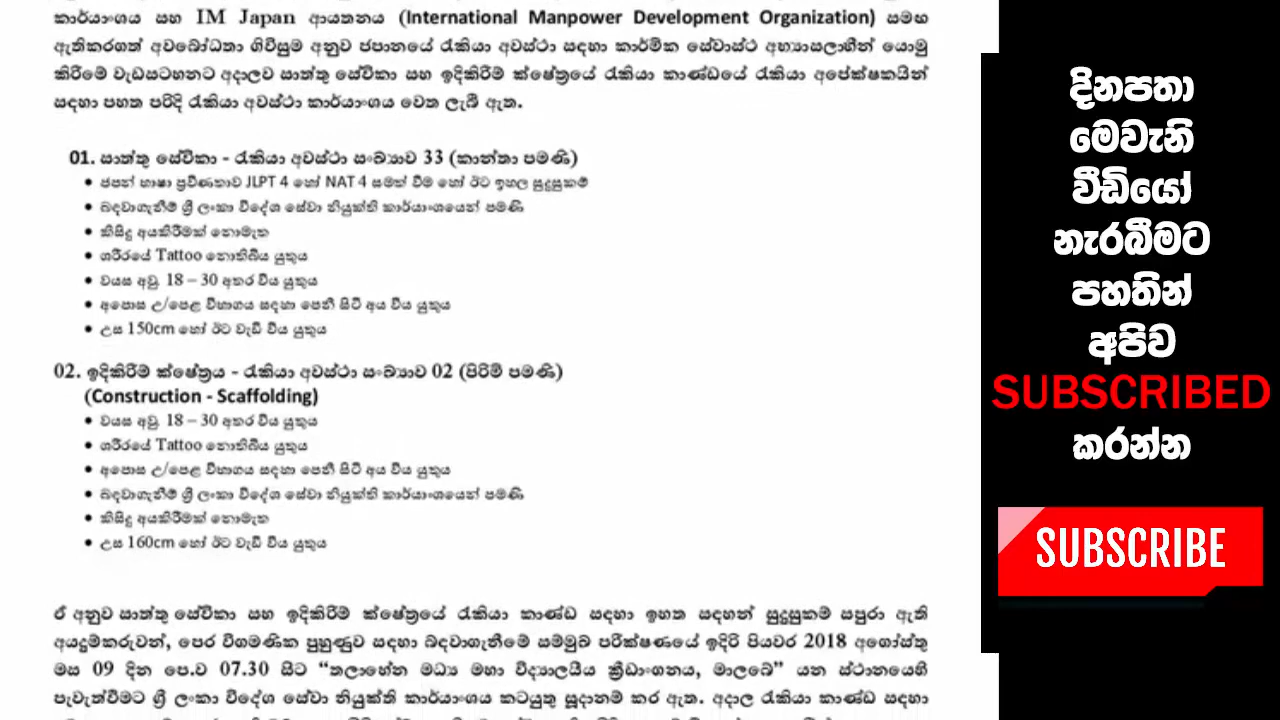 කාර්යාංශය සහ IM Japan ආයතනය (International Manpower Development Organization) සමඟ
ඇතිකරගත් අවබෝධතා ගිවිසුම අනුව ජපානයේ රැකියා අවස්ථා සඳහා කාර්මික සේවාස්ථ අභ්‍යාසලාභීන් යොමු
කිරීමේ වැඩසටහනට අදාලව සාත්තු සේවිකා සහ ඉදිකිරීම් ක්ෂේත්‍රයේ රැකියා කාණ්ඩයේ රැකියා අපේක්ෂකයින්
සඳහා පහත පරිදි රැකියා අවස්ථා කාර්යාංශය වෙත ලැබී ඇත.
01. සාත්තු සේවිකා - රැකියා අවස්ථා සංඛ්‍යාව 33 (කාන්තා පමණි)
• ජපන් භාෂා ප්‍රවීණතාව JLPT 4 හෝ NAT 4 සමත් වීම හෝ ඊට ඉහල සුදුසුකම්
• බඳවාගැනීම් ශ්‍රී ලංකා විදේශ සේවා නියුක්ති කාර්යාංශයෙන් පමණි
• කිසිදු අයකිරීමක් නොමැත
• ශරීරයේ Tattoo නොතිබිය යුතුය
• වයස අවු. 18 – 30 අතර විය යුතුය
• අපොස උ/පෙළ විභාගය සඳහා පෙනී සිටි අය විය යුතුය
• උස 150cm හෝ ඊට වැඩි විය යුතුය
02. ඉදිකිරීම් ක්ෂේත්‍රය - රැකියා අවස්ථා සංඛ්‍යාව 02 (පිරිමි පමණි)
(Construction - Scaffolding)
• වයස අවු. 18 – 30 අතර විය යුතුය
• ශරීරයේ Tattoo නොතිබිය යුතුය
• අපොස උ/පෙළ විභාගය සඳහා පෙනී සිටි අය විය යුතුය
• බඳවාගැනීම් ශ්‍රී ලංකා විදේශ සේවා නියුක්ති කාර්යාංශයෙන් පමණි
• කිසිදු අයකිරීමක් නොමැත
• උස 160cm හෝ ඊට වැඩි විය යුතුය
ඒ අනුව සාත්තු සේවිකා සහ ඉදිකිරීම් ක්ෂේත්‍රයේ රැකියා කාණ්ඩ සඳහා ඉහත සඳහන් සුදුසුකම් සපුරා ඇති
අයදුම්කරුවන්, පෙර විගමණික පුහුණුව සඳහා බඳවාගැනීමේ සම්මුඛ පරීක්ෂණයේ ඉදිරි පියවර 2018 අගෝස්තු
මස 09 දින පෙ.ව 07.30 සිට “තලාහේන මධ්‍ය මහා විද්‍යාලයීය ක්‍රීඩාංගනය, මාලබේ” යන ස්ථානයෙහි
පැවැත්වීමට ශ්‍රී ලංකා විදේශ සේවා නියුක්ති කාර්යාංශය කටයුතු සූදානම් කර ඇත. අදාල රැකියා කාණ්ඩ සඳහා
දිනපතා
මෙවැනි
වීඩියෝ
නැරඹීමට
පහතින්
අපිව
SUBSCRIBED
කරන්න
SUBSCRIBE